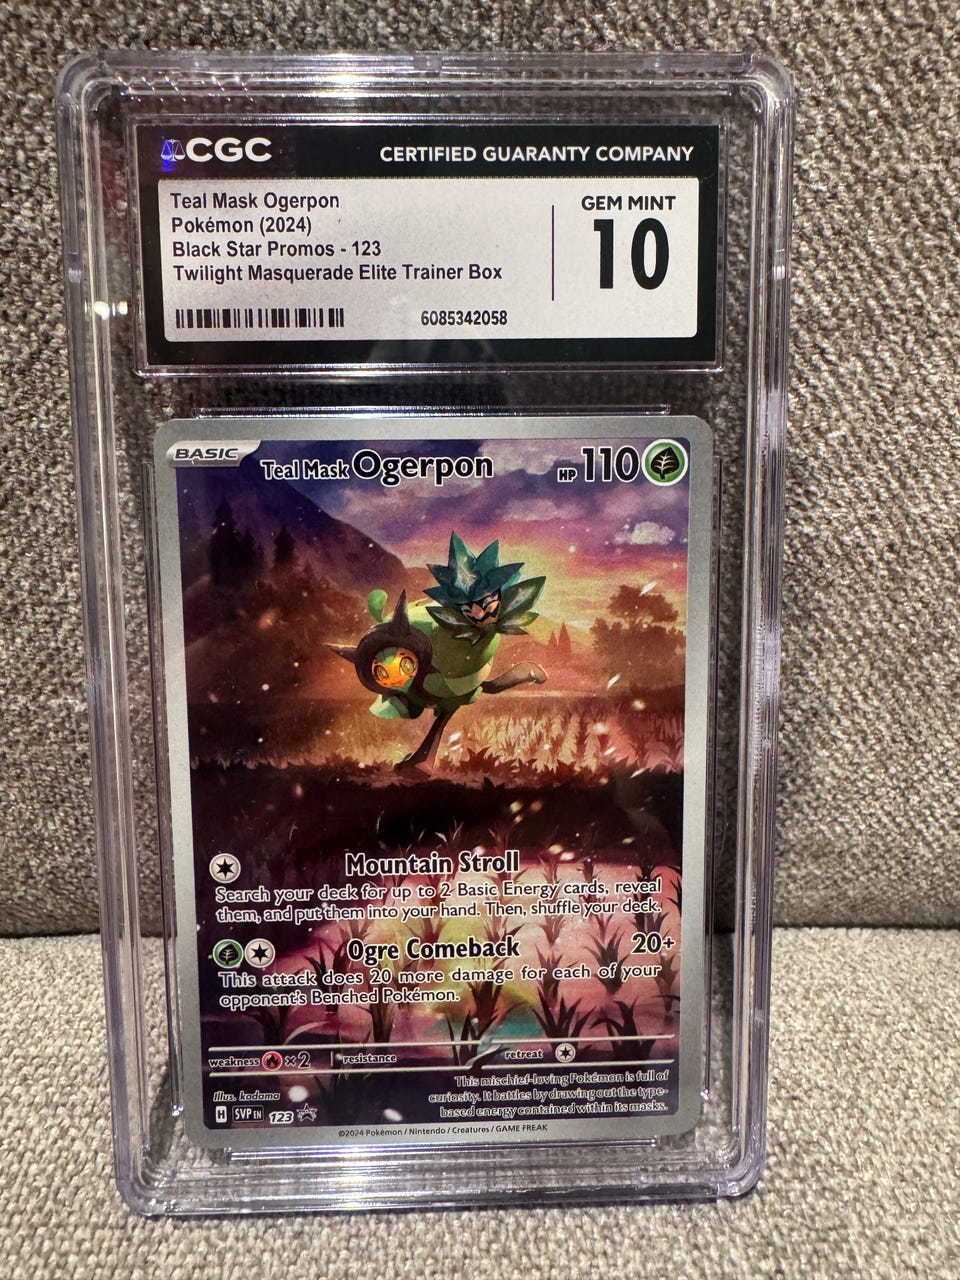 CGC
CERTIFIED GUARANTY COMPANY
Teal Mask Ogerpon
Pokémon (2024)
Black Star Promos - 123
Twilight Masquerade Elite Trainer Box
6085342058
GEM MINT
10
BASIC
Teal Mask Ogerpon
HP 110
Mountain Stroll
Search your deck for up to 2 Basic Energy cards, reveal
them, and put them into your hand. Then, shuffle your deck.
Ogre Comeback 20+
This attack does 20 more damage for each of your
opponent's Benched Pokémon.
weakness ×2 resistance retreat
This mischief-loving Pokémon is full of
curiosity. It battles by drawing out the type-
based energy contained within its masks.
Illus. kodama
H SVP EN 123
©2024 Pokémon / Nintendo / Creatures / GAME FREAK